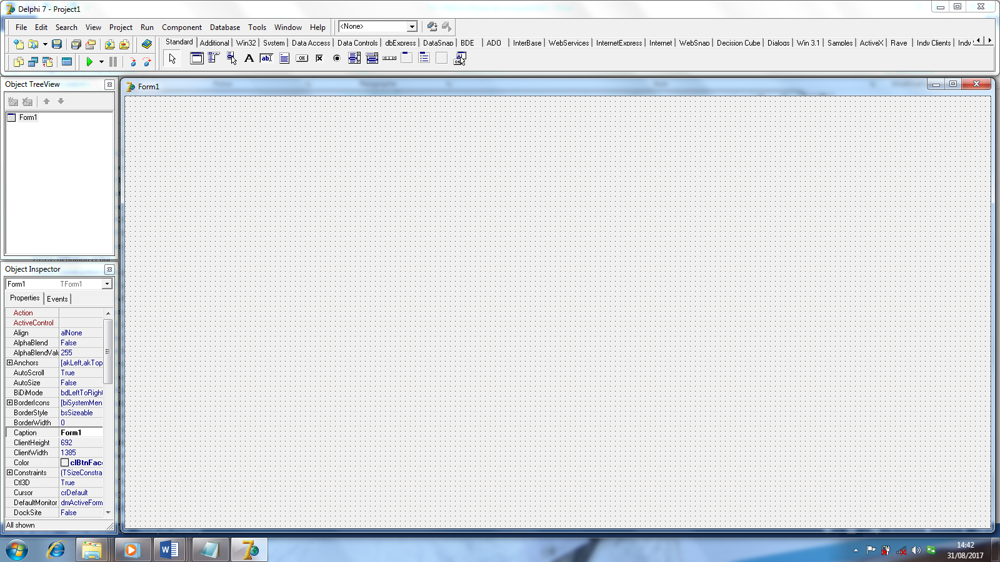 Delphi 7 - Project1
File Edit Search View Project Run Component Database Tools Window Help <None>
Standard Additional Win32 System Data Access Data Controls dbExpress DataSnap BDE ADO InterBase WebServices InternetExpress Internet WebSnap Decision Cube Dialogs Win 3.1 Samples ActiveX Rave Indy Clients Indy
A ab OK
OK
Object TreeView
Form1
Form1
Object Inspector
Form1 TForm1
Properties Events
Action
ActiveControl
Align alNone
AlphaBlend False
AlphaBlendValu 255
Anchors [akLeft,akTop
AutoScroll True
AutoSize False
BiDiMode bdLeftToRight
BorderIcons [biSystemMen
BorderStyle bsSizeable
BorderWidth 0
Caption Form1
ClientHeight 692
ClientWidth 1385
Color clBtnFac
Constraints (TSizeConstra
Ctl3D True
Cursor crDefault
DefaultMonitor dmActiveForm
DockSite False
All shown
14:42
31/08/2017